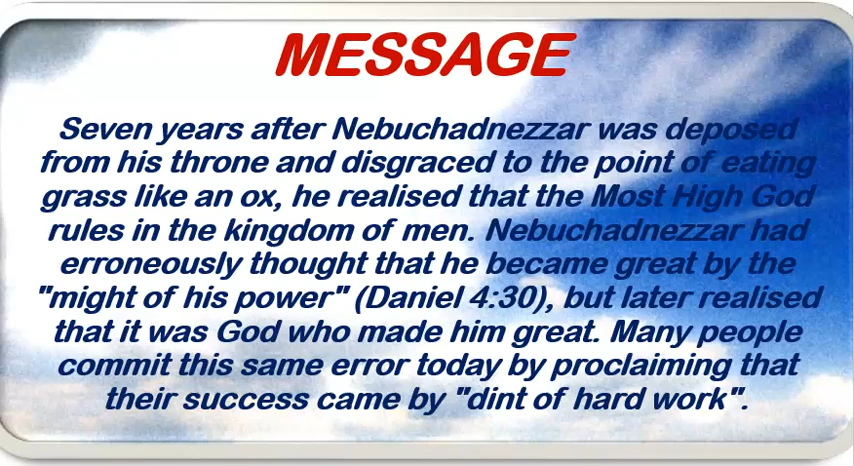 MESSAGE
Seven years after Nebuchadnezzar was deposed
from his throne and disgraced to the point of eating
grass like an ox, he realised that the Most High God
rules in the kingdom of men. Nebuchadnezzar had
erroneously thought that he became great by the
"might of his power" (Daniel 4:30), but later realised
that it was God who made him great. Many people
commit this same error today by proclaiming that
their success came by "dint of hard work".